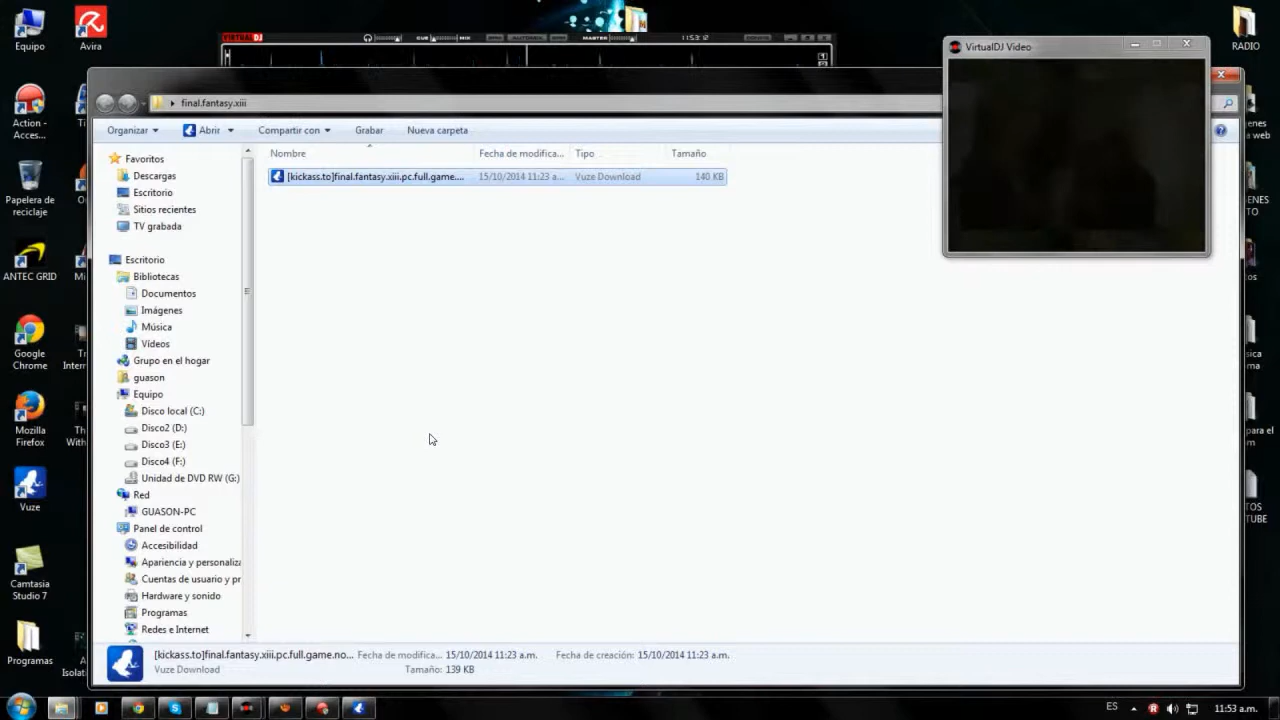 Equipo
Avira
RADIO
VIRTUAL DJ
MASTER
VirtualDJ Video
final.fantasy.xiii
Organizar
Abrir
Compartir con
Grabar
Nueva carpeta
Nombre
Fecha de modifica...
Tipo
Tamaño
[kickass.to]final.fantasy.xiii.pc.full.game....
15/10/2014 11:23 a...
Vuze Download
140 KB
Favoritos
Descargas
Escritorio
Sitios recientes
TV grabada
Escritorio
Bibliotecas
Documentos
Imágenes
Música
Vídeos
Grupo en el hogar
guason
Equipo
Disco local (C:)
Disco2 (D:)
Disco3 (E:)
Disco4 (F:)
Unidad de DVD RW (G:)
Red
GUASON-PC
Panel de control
Accesibilidad
Apariencia y personaliza
Cuentas de usuario y pr
Hardware y sonido
Programas
Redes e Internet
[kickass.to]final.fantasy.xiii.pc.full.game.no...
Fecha de modifica... 15/10/2014 11:23 a.m.
Fecha de creación: 15/10/2014 11:23 a.m.
Vuze Download
Tamaño: 139 KB
Action -
Acces...
Papelera de
reciclaje
ANTEC GRID
Google
Chrome
Mozilla
Firefox
Vuze
Camtasia
Studio 7
Programas
ES
11:53 a.m.